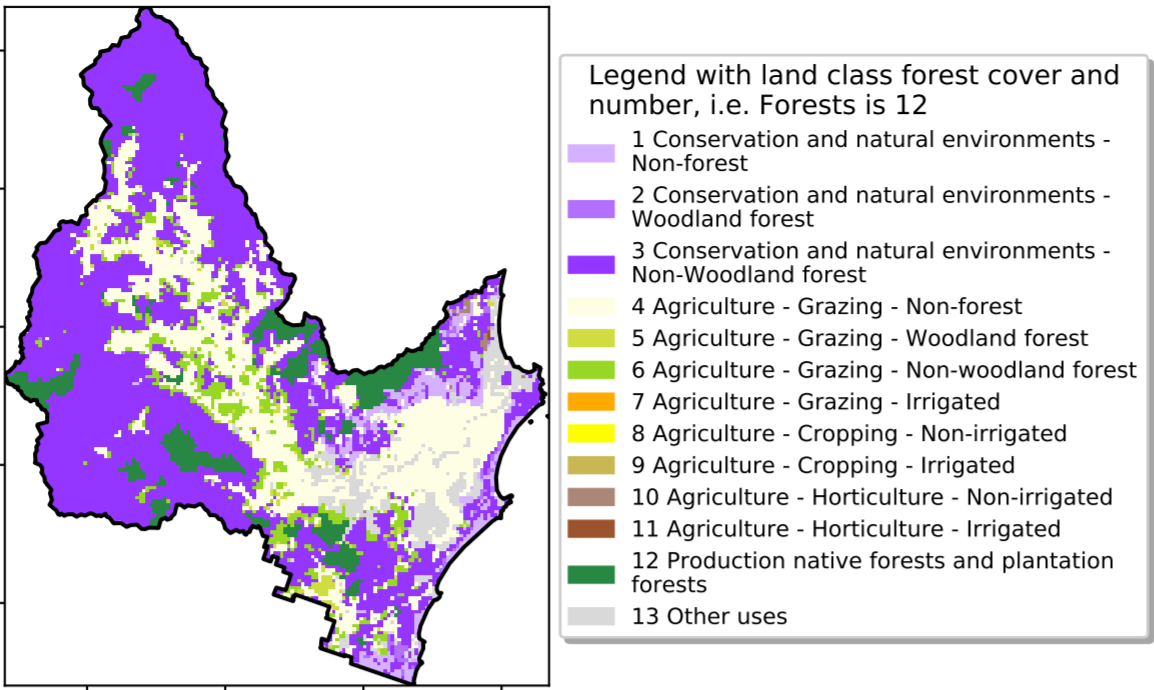 Legend with land class forest cover and
number, i.e. Forests is 12
1 Conservation and natural environments -
Non-forest
2 Conservation and natural environments -
Woodland forest
3 Conservation and natural environments -
Non-Woodland forest
4 Agriculture - Grazing - Non-forest
5 Agriculture - Grazing - Woodland forest
6 Agriculture - Grazing - Non-woodland forest
7 Agriculture - Grazing - Irrigated
8 Agriculture - Cropping - Non-irrigated
9 Agriculture - Cropping - Irrigated
10 Agriculture - Horticulture - Non-irrigated
11 Agriculture - Horticulture - Irrigated
12 Production native forests and plantation
forests
13 Other uses